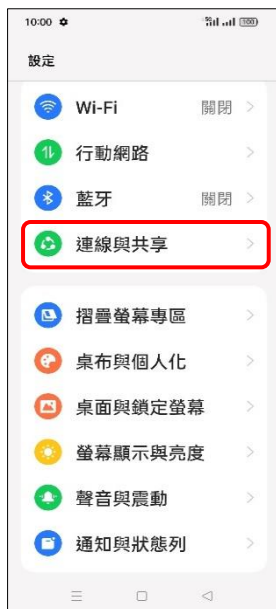 10:00
100
設定
Wi-Fi 關閉
行動網路
藍牙 關閉
連線與共享
摺疊螢幕專區
桌布與個人化
桌面與鎖定螢幕
螢幕顯示與亮度
聲音與震動
通知與狀態列